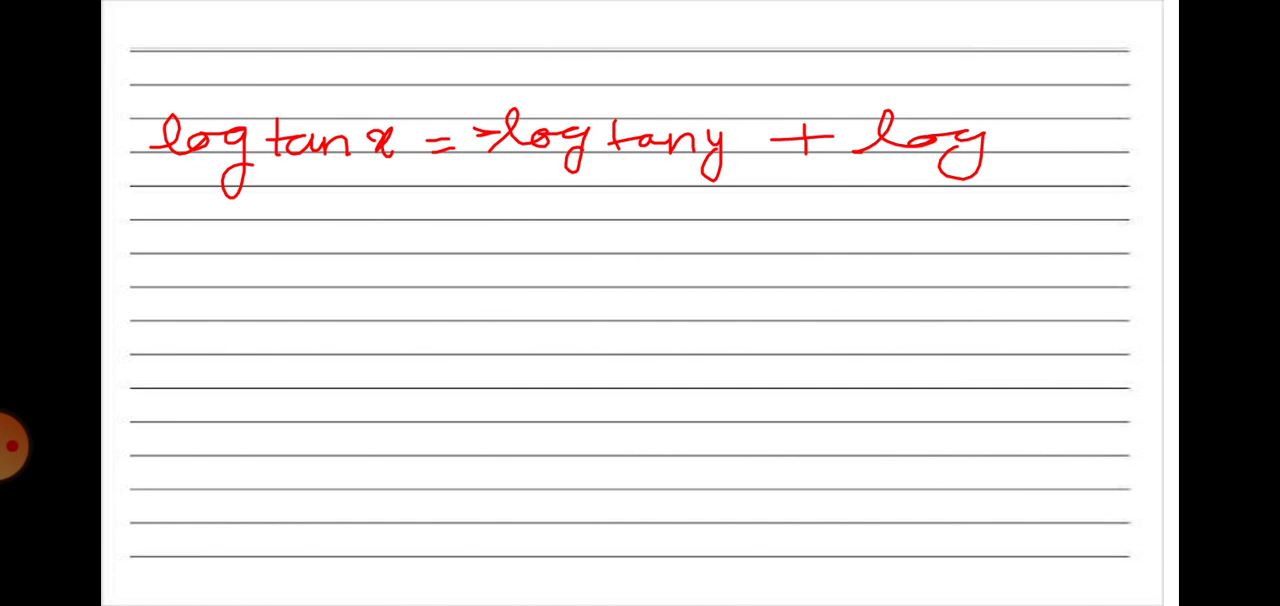 log tan x = - log tan y + log